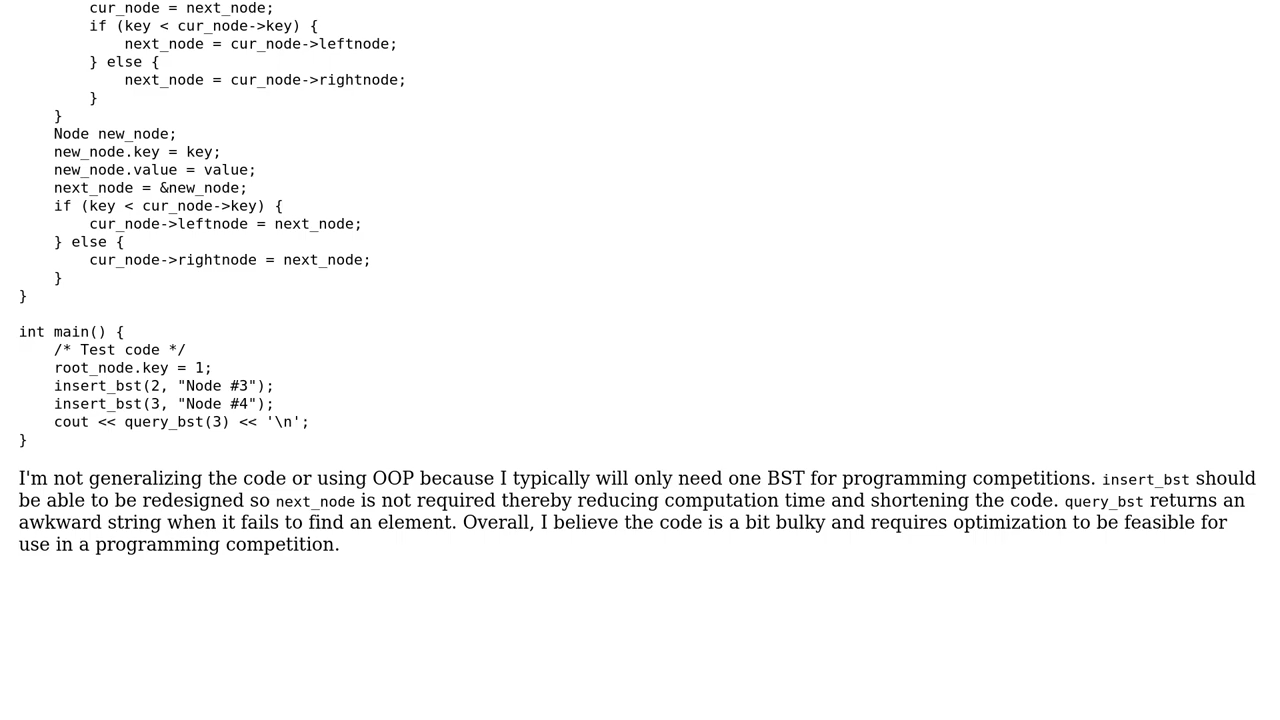 cur_node = next_node;
        if (key < cur_node->key) {
            next_node = cur_node->leftnode;
        } else {
            next_node = cur_node->rightnode;
        }
    }
    Node new_node;
    new_node.key = key;
    new_node.value = value;
    next_node = &new_node;
    if (key < cur_node->key) {
        cur_node->leftnode = next_node;
    } else {
        cur_node->rightnode = next_node;
    }
}

int main() {
    /* Test code */
    root_node.key = 1;
    insert_bst(2, "Node #3");
    insert_bst(3, "Node #4");
    cout << query_bst(3) << '\n';
}
I'm not generalizing the code or using OOP because I typically will only need one BST for programming competitions. insert_bst should
be able to be redesigned so next_node is not required thereby reducing computation time and shortening the code. query_bst returns an
awkward string when it fails to find an element. Overall, I believe the code is a bit bulky and requires optimization to be feasible for
use in a programming competition.